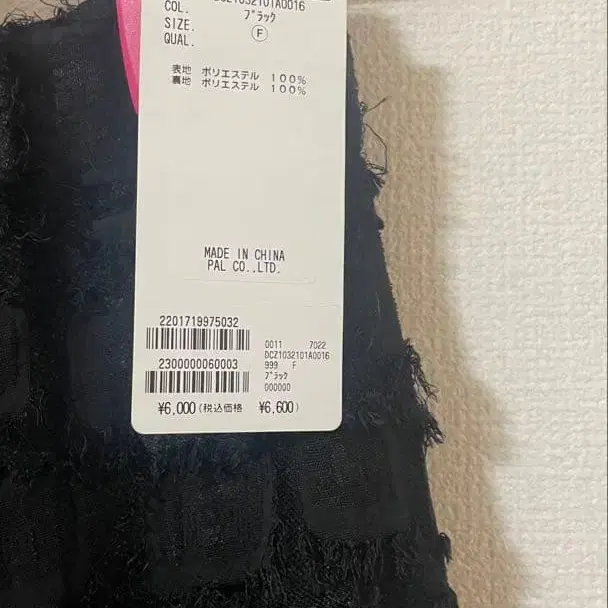 DCZ1032101A0016
COL. ブラック
SIZE. Ⓕ
QUAL.
表地 ポリエステル 100%
裏地 ポリエステル 100%
MADE IN CHINA
PAL CO.,LTD.
2201719975032
0011 7022
DCZ1032101A0016
2300000060003
999 F
ブラック
000000
¥6,000(税込価格 ¥6,600)